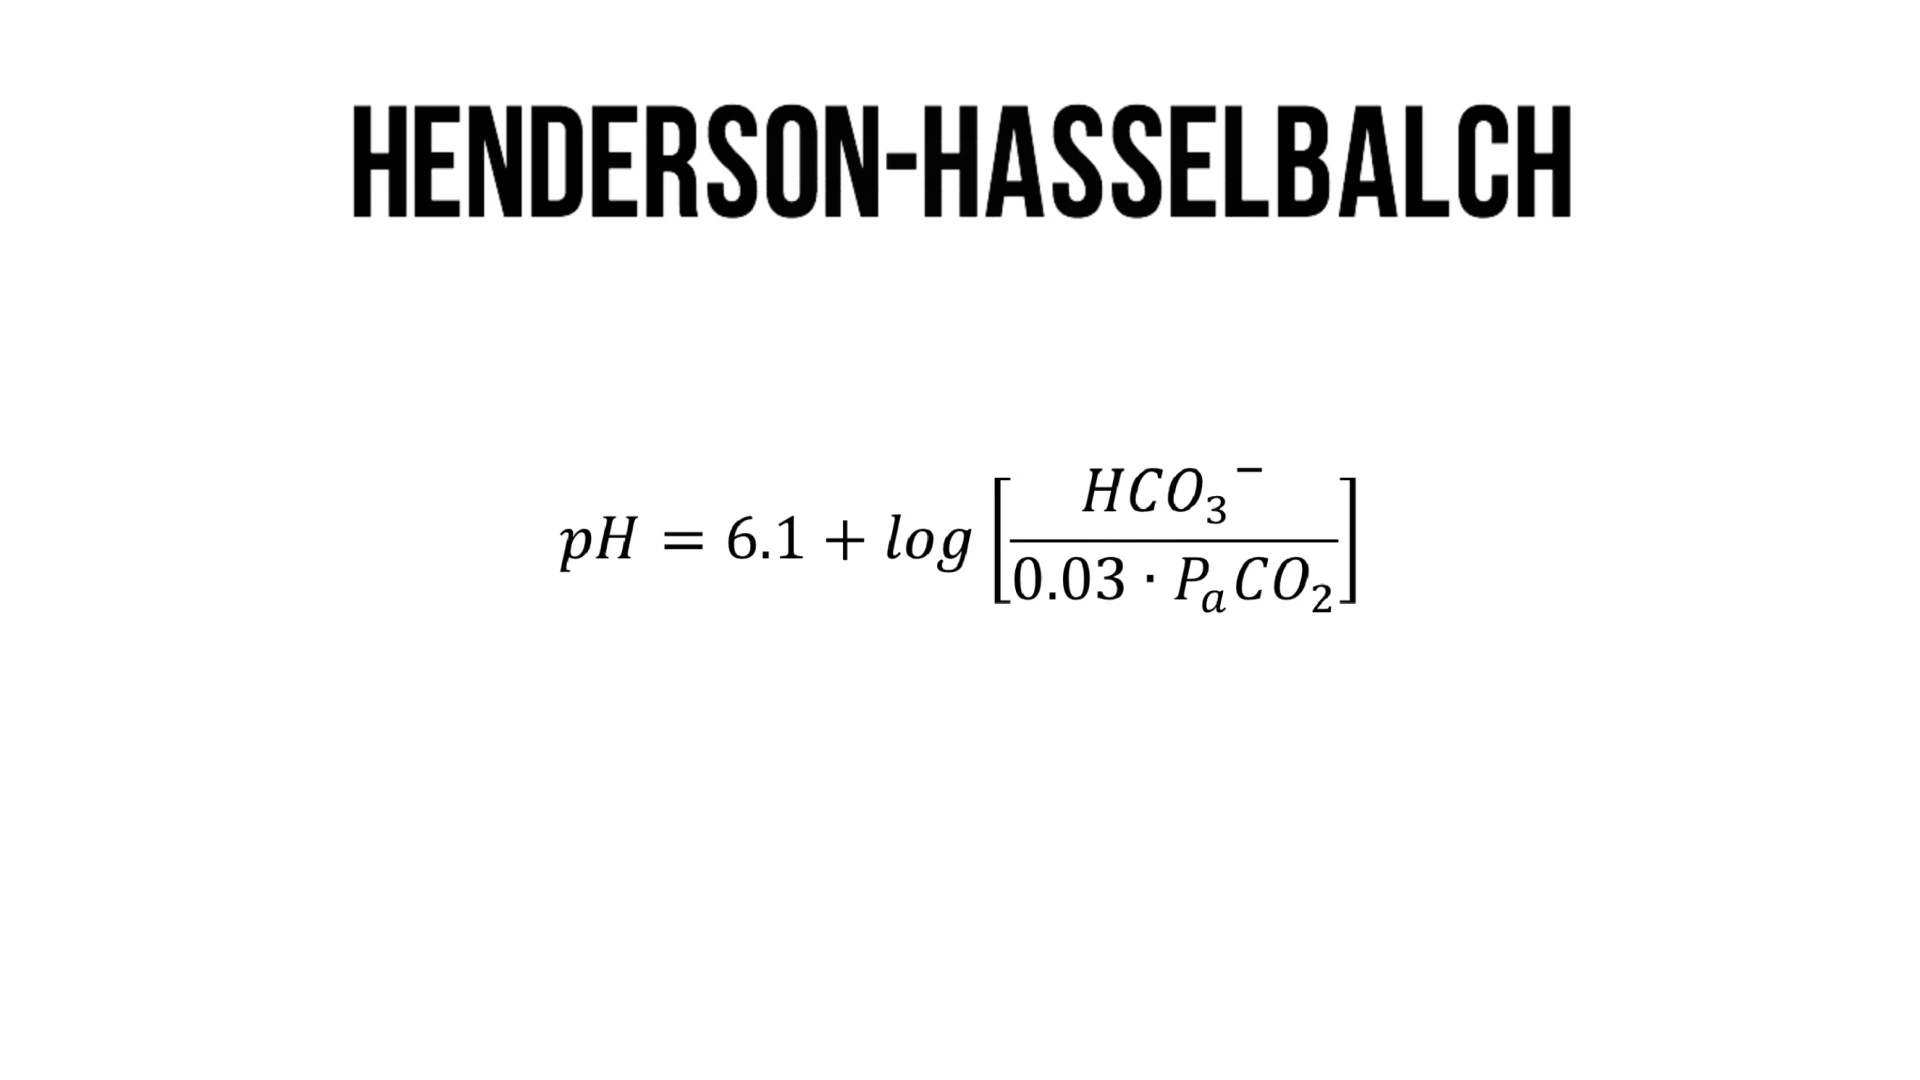 HENDERSON-HASSELBALCH
pH = 6.1 + log [HCO₃⁻ / 0.03 · PₐCO₂]